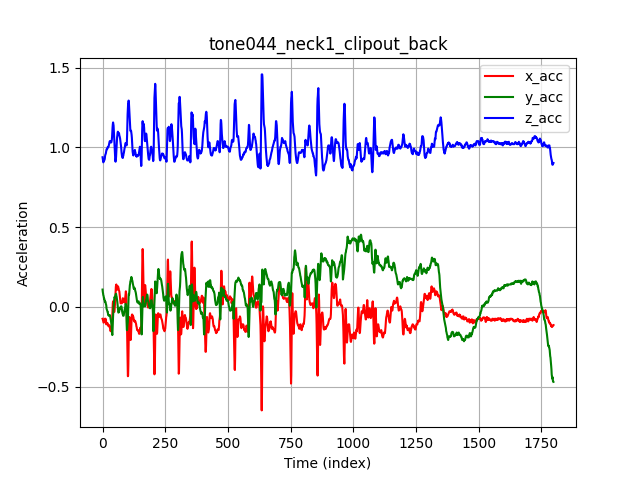 tone044_neck1_clipout_back
x_acc
y_acc
z_acc
1.5
1.0
0.5
0.0
−0.5
Acceleration
0
250
500
750
1000
1250
1500
1750
Time (index)